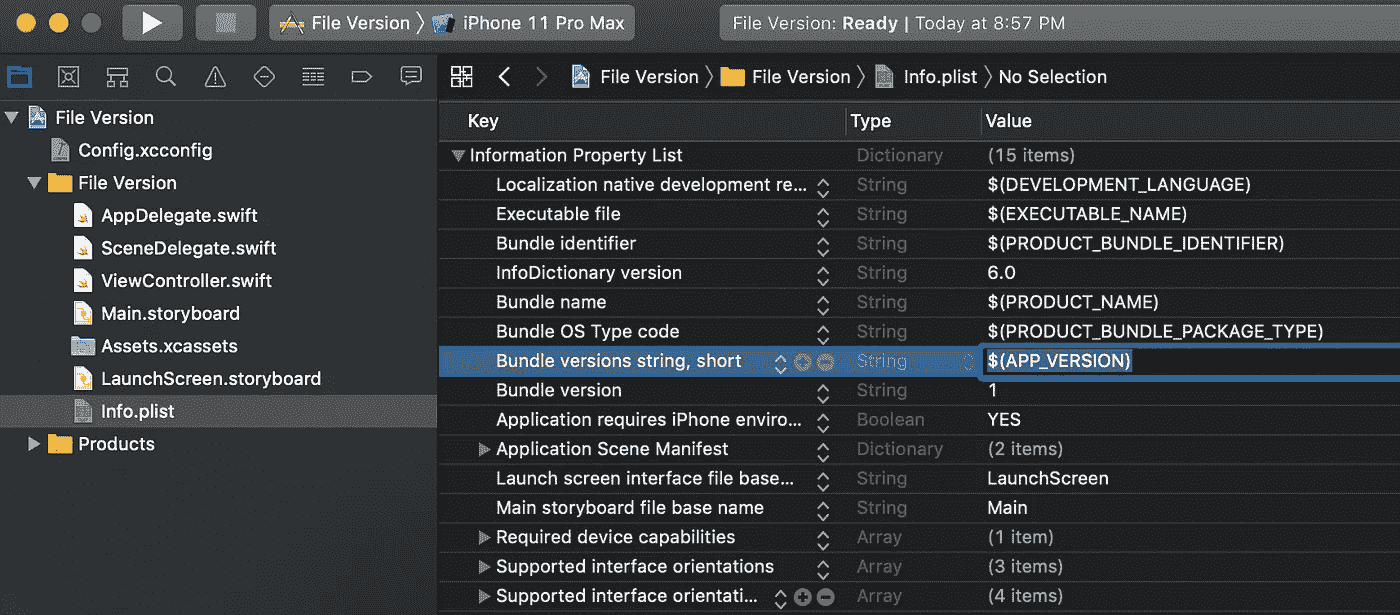 File Version 〉 iPhone 11 Pro Max
File Version: Ready | Today at 8:57 PM
File Version 〉 File Version 〉 Info.plist 〉 No Selection
File Version
Config.xcconfig
File Version
AppDelegate.swift
SceneDelegate.swift
ViewController.swift
Main.storyboard
Assets.xcassets
LaunchScreen.storyboard
Info.plist
Products
Key Type Value
Information Property List Dictionary (15 items)
Localization native development re... String $(DEVELOPMENT_LANGUAGE)
Executable file String $(EXECUTABLE_NAME)
Bundle identifier String $(PRODUCT_BUNDLE_IDENTIFIER)
InfoDictionary version String 6.0
Bundle name String $(PRODUCT_NAME)
Bundle OS Type code String $(PRODUCT_BUNDLE_PACKAGE_TYPE)
Bundle versions string, short String $(APP_VERSION)
Bundle version String 1
Application requires iPhone enviro... Boolean YES
Application Scene Manifest Dictionary (2 items)
Launch screen interface file base... String LaunchScreen
Main storyboard file base name String Main
Required device capabilities Array (1 item)
Supported interface orientations Array (3 items)
Supported interface orientati... Array (4 items)